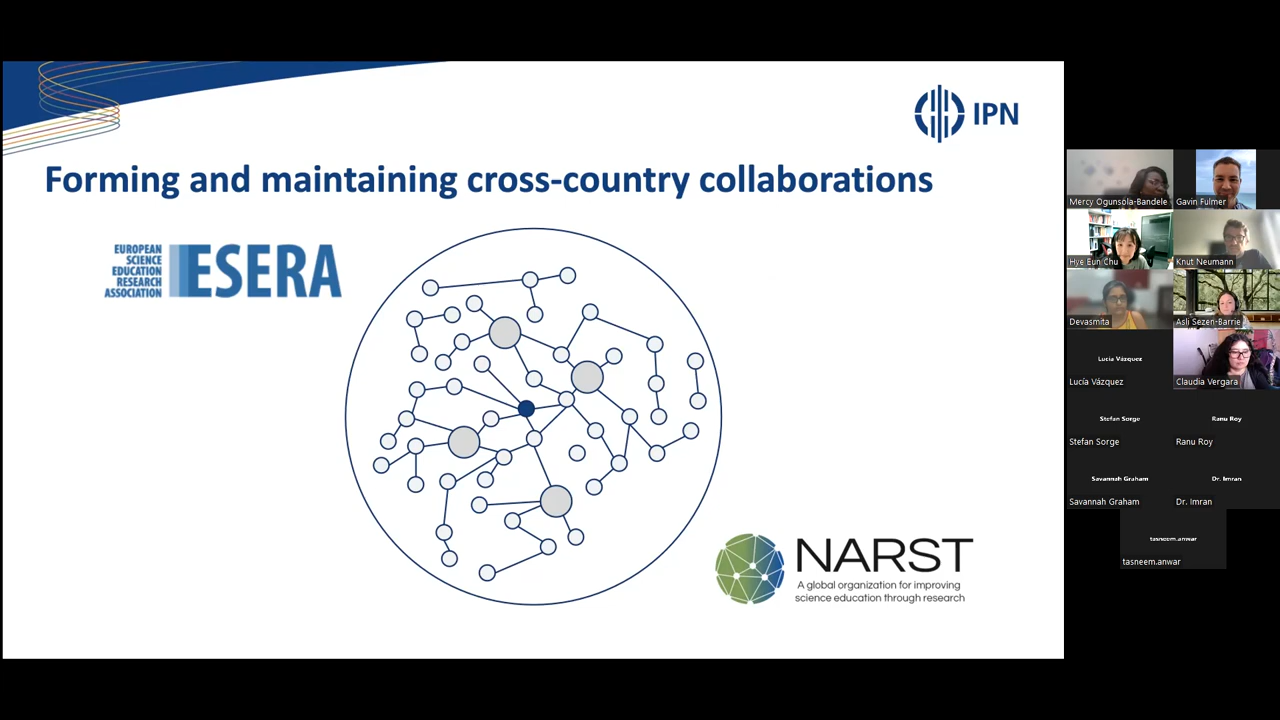 IPN
Forming and maintaining cross-country collaborations
EUROPEAN
SCIENCE
EDUCATION
RESEARCH
ASSOCIATION
ESERA
NARST
A global organization for improving
science education through research
Mercy Ogunsola-Bandele
Gavin Fulmer
Hye Eun Chu
Knut Neumann
Devasmita
Asli Sezen-Barrie
Lucía Vázquez
Lucía Vázquez
Claudia Vergara
Stefan Sorge
Stefan Sorge
Ranu Roy
Ranu Roy
Savannah Graham
Savannah Graham
Dr. Imran
Dr. Imran
tasneem.anwar
tasneem.anwar